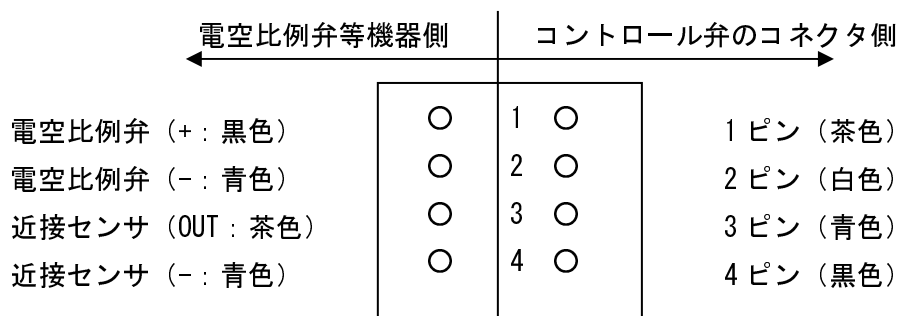 電空比例弁等機器側 コントロール弁のコネクタ側
電空比例弁（+：黒色） 1 1ピン（茶色）
電空比例弁（-：青色） 2 2ピン（白色）
近接センサ（OUT：茶色） 3 3ピン（青色）
近接センサ（-：青色） 4 4ピン（黒色）